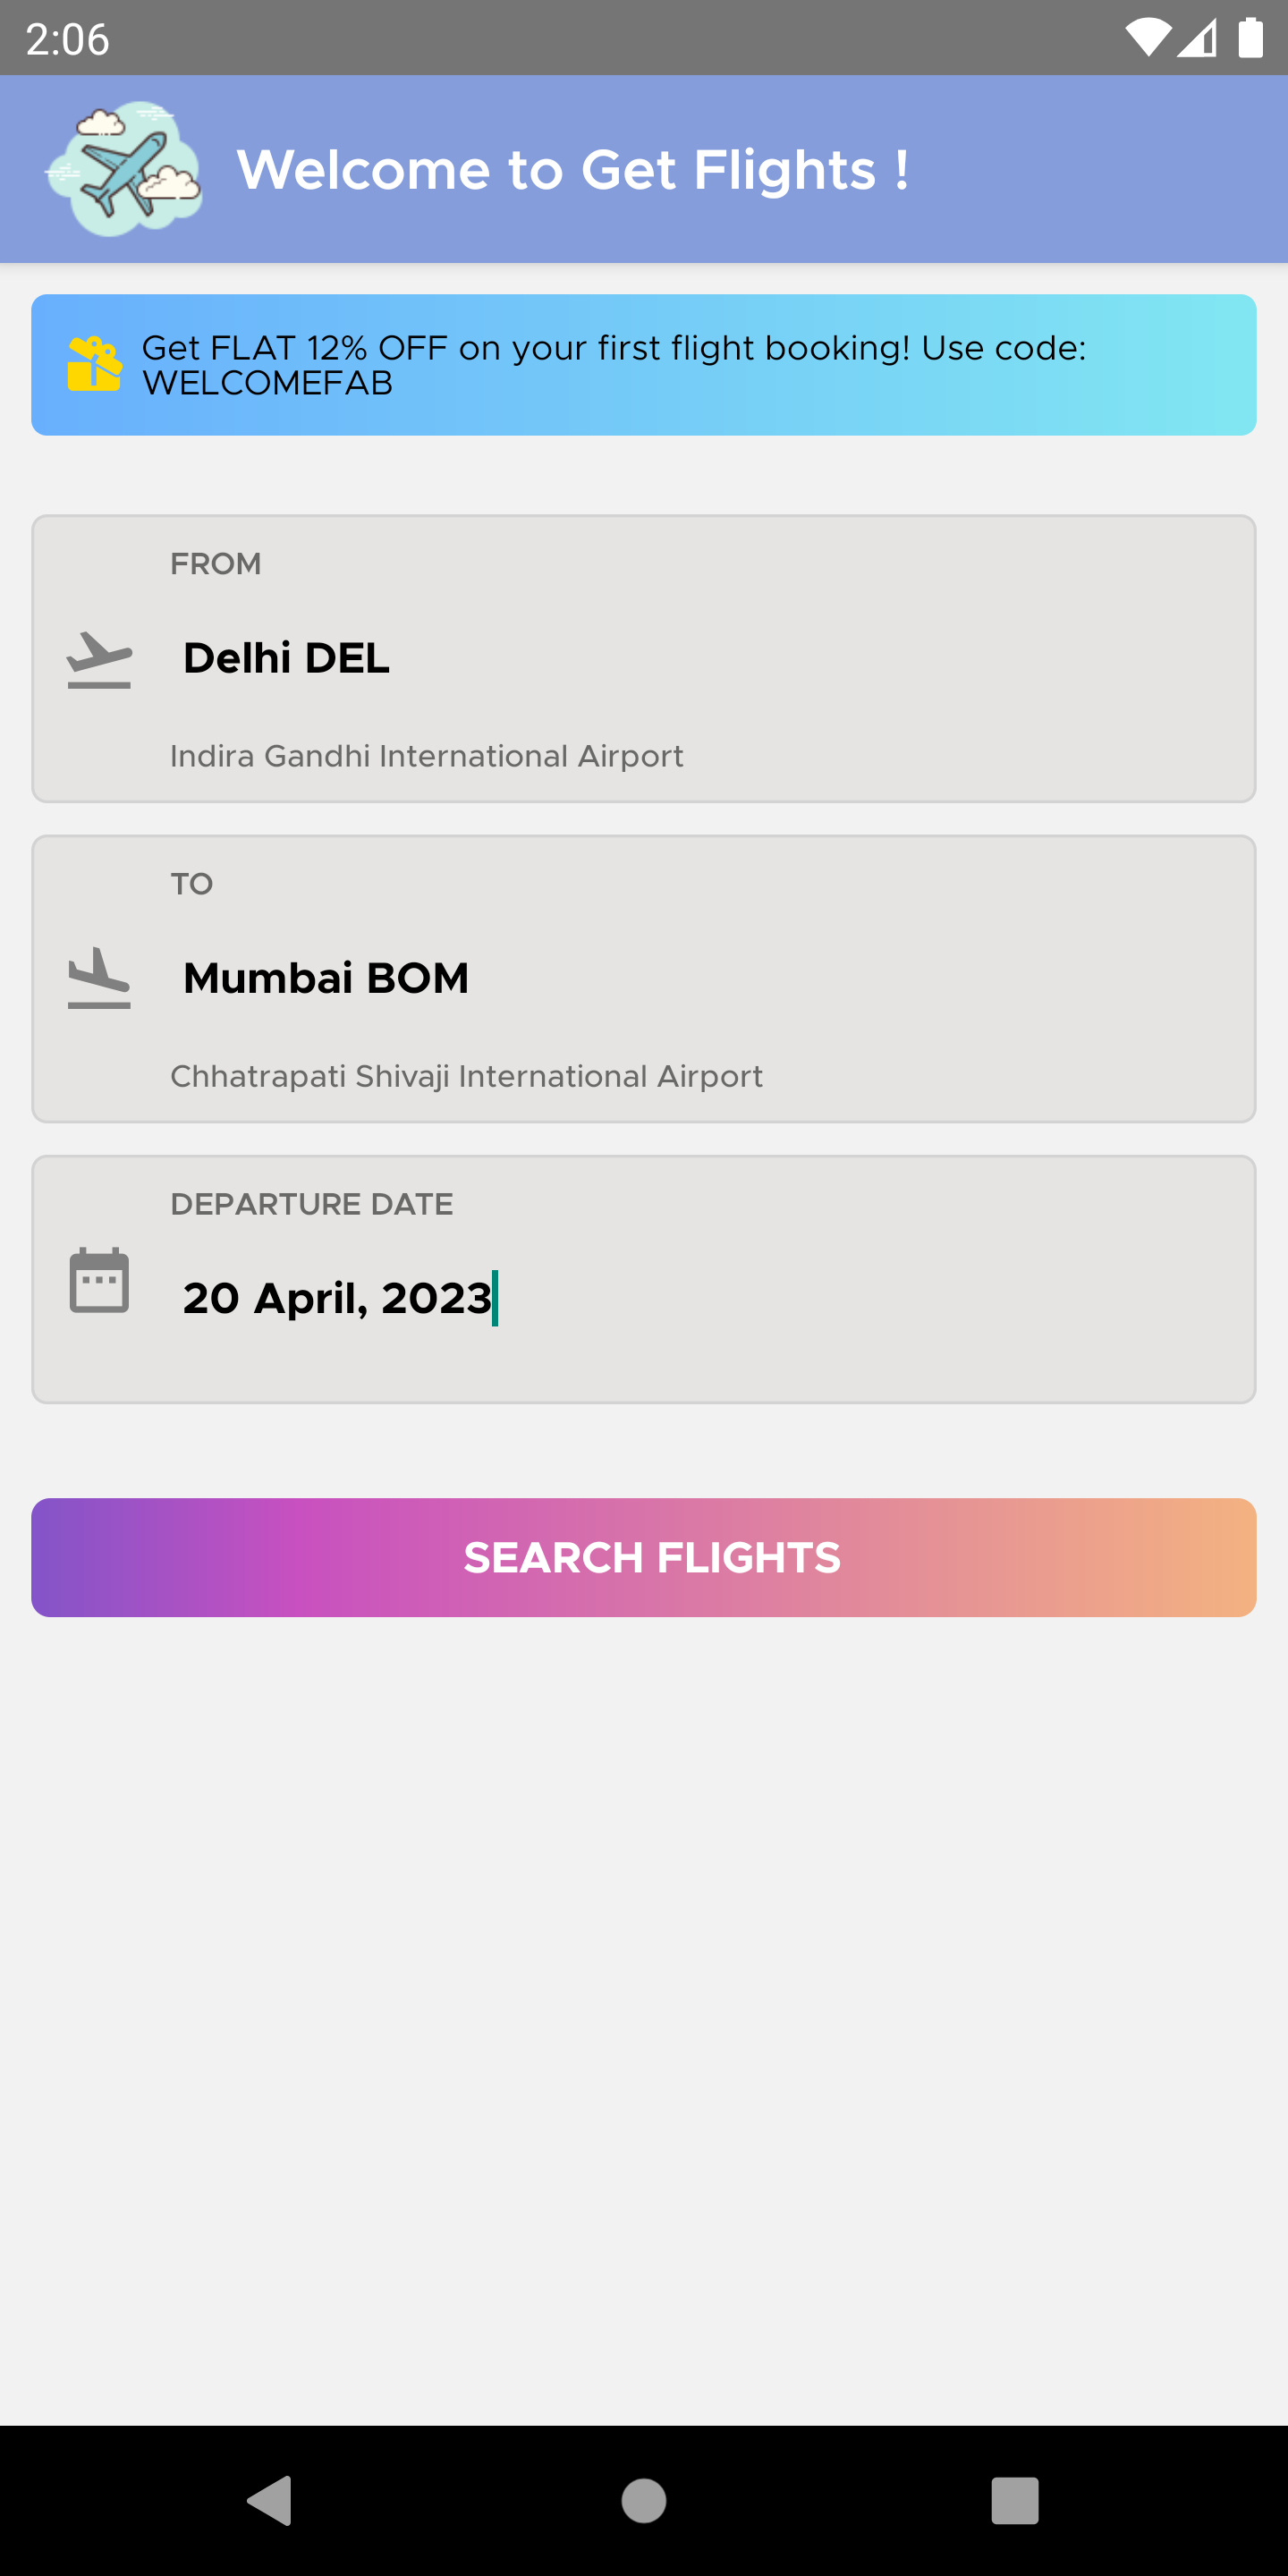 2:06
Welcome to Get Flights !
Get FLAT 12% OFF on your first flight booking! Use code:
WELCOMEFAB
FROM
Delhi DEL
Indira Gandhi International Airport
TO
Mumbai BOM
Chhatrapati Shivaji International Airport
DEPARTURE DATE
20 April, 2023
SEARCH FLIGHTS